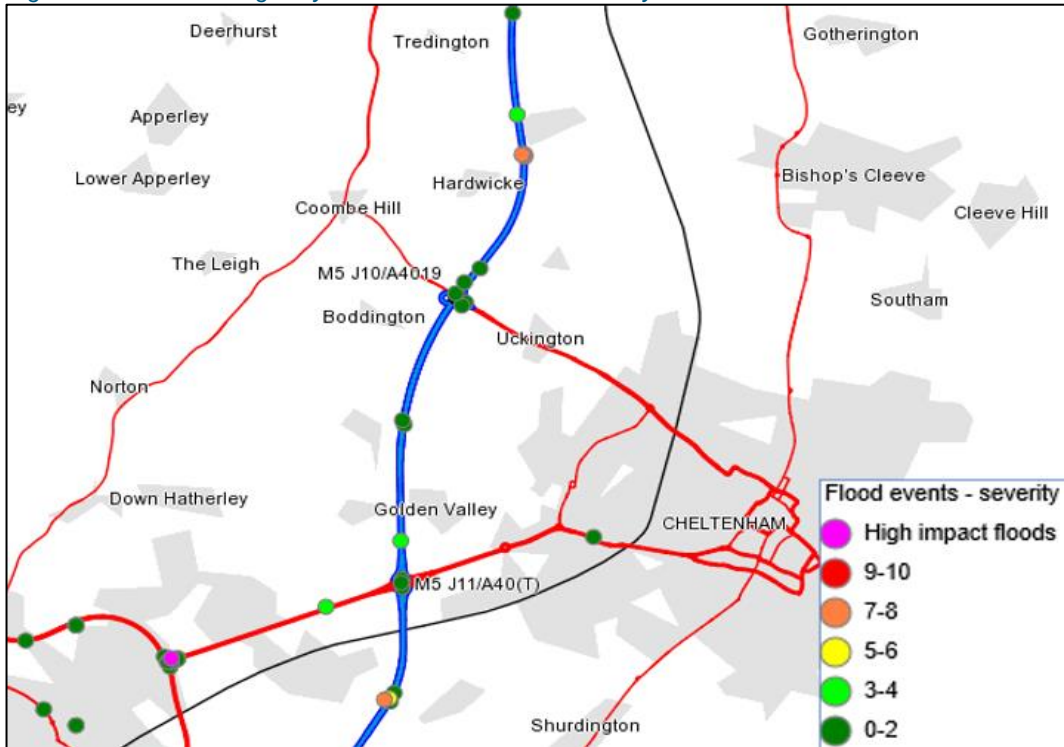 Deerhurst
Tredington
Gotherington
ey
Apperley
Lower Apperley
Hardwicke
Bishop's Cleeve
Cleeve Hill
Coombe Hill
The Leigh
M5 J10/A4019
Southam
Boddington
Uckington
Norton
Down Hatherley
Golden Valley
CHELTENHAM
M5 J11/A40(T)
Shurdington
Flood events - severity
High impact floods
9-10
7-8
5-6
3-4
0-2